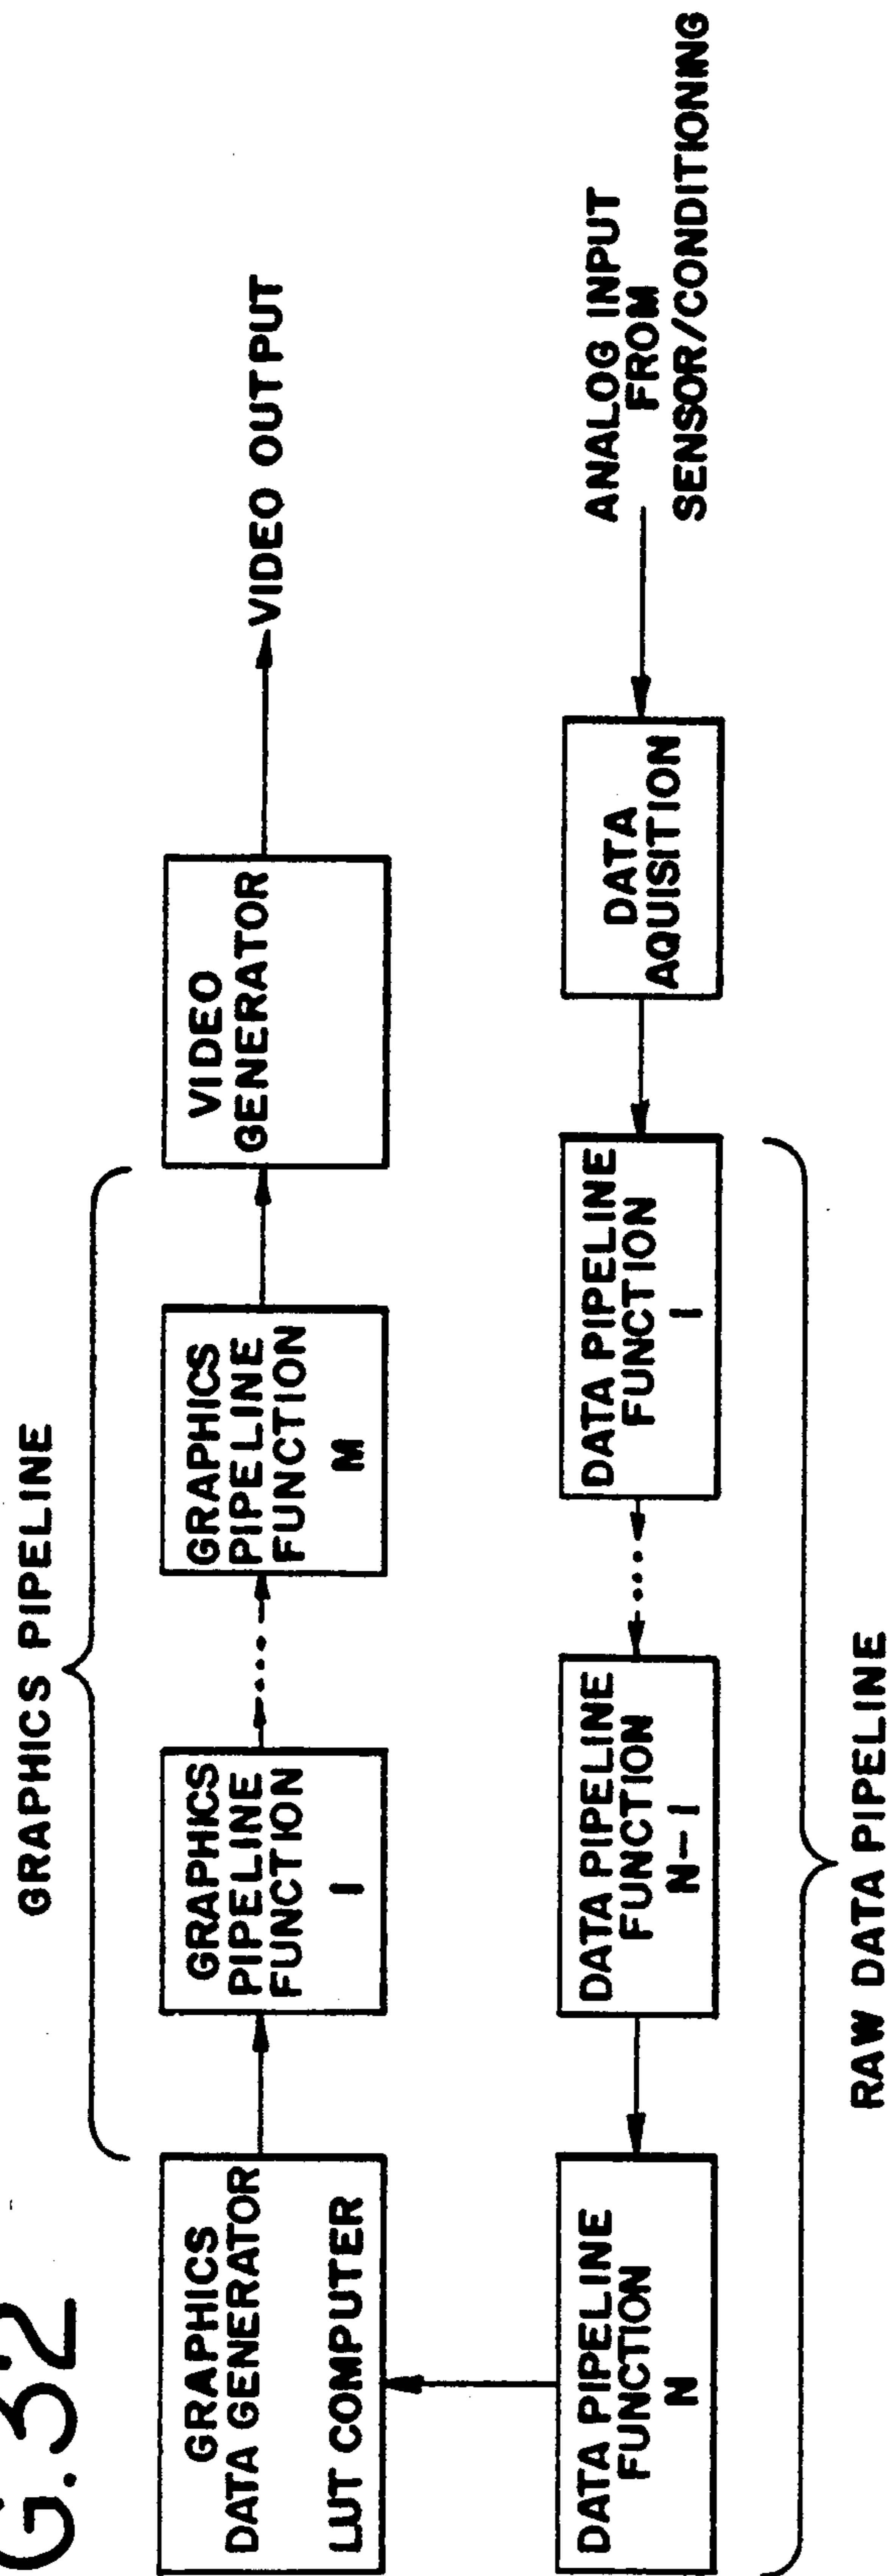 G.32
GRAPHICS PIPELINE
GRAPHICS
DATA GENERATOR
LUT COMPUTER
GRAPHICS
PIPELINE
FUNCTION
I
....
GRAPHICS
PIPELINE
FUNCTION
M
VIDEO
GENERATOR
VIDEO OUTPUT
DATA PIPELINE
FUNCTION
N
DATA PIPELINE
FUNCTION
N-I
...
DATA PIPELINE
FUNCTION
I
DATA
AQUISITION
ANALOG INPUT
FROM
SENSOR/CONDITIONING
RAW DATA PIPELINE